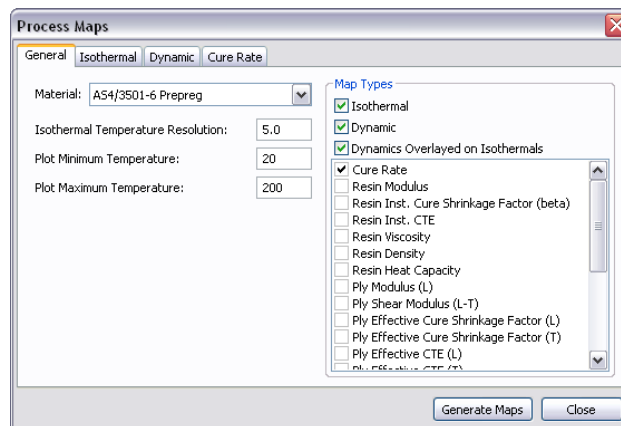 Process Maps
General
Isothermal
Dynamic
Cure Rate
Material:
AS4/3501-6 Prepreg
Isothermal Temperature Resolution:
5.0
Plot Minimum Temperature:
20
Plot Maximum Temperature:
200
Map Types
Isothermal
Dynamic
Dynamics Overlayed on Isothermals
Cure Rate
Resin Modulus
Resin Inst. Cure Shrinkage Factor (beta)
Resin Inst. CTE
Resin Viscosity
Resin Density
Resin Heat Capacity
Ply Modulus (L)
Ply Shear Modulus (L-T)
Ply Effective Cure Shrinkage Factor (L)
Ply Effective Cure Shrinkage Factor (T)
Ply Effective CTE (L)
Ply Effective CTE (T)
Generate Maps
Close